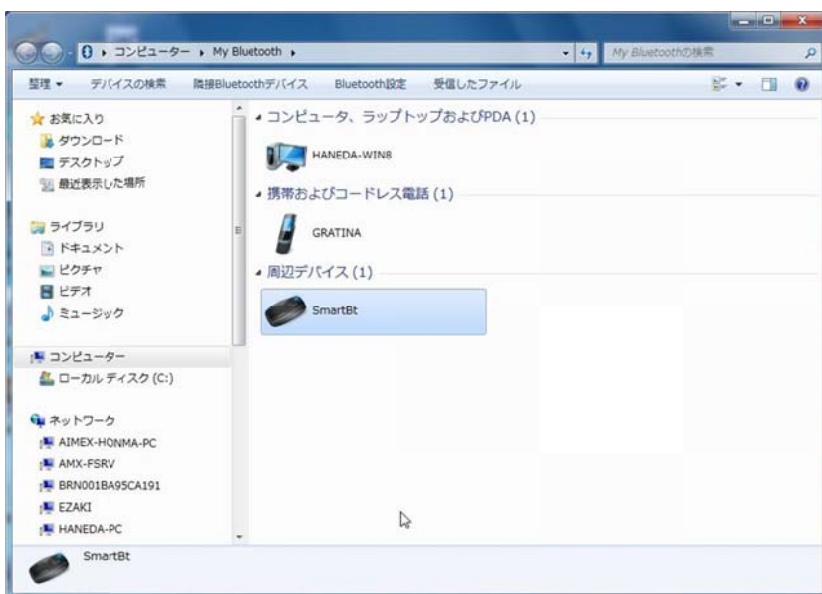 コンピューター ▸ My Bluetooth ▸
My Bluetoothの検索
整理 ▼ デバイスの検索 隣接Bluetoothデバイス Bluetooth設定 受信したファイル
お気に入り
ダウンロード
デスクトップ
最近表示した場所
ライブラリ
ドキュメント
ピクチャ
ビデオ
ミュージック
コンピューター
ローカル ディスク (C:)
ネットワーク
AIMEX-HONMA-PC
AMX-FSRV
BRN001BA95CA191
EZAKI
HANEDA-PC
コンピュータ、ラップトップおよびPDA (1)
HANEDA-WIN8
携帯およびコードレス電話 (1)
GRATINA
周辺デバイス (1)
SmartBt
SmartBt